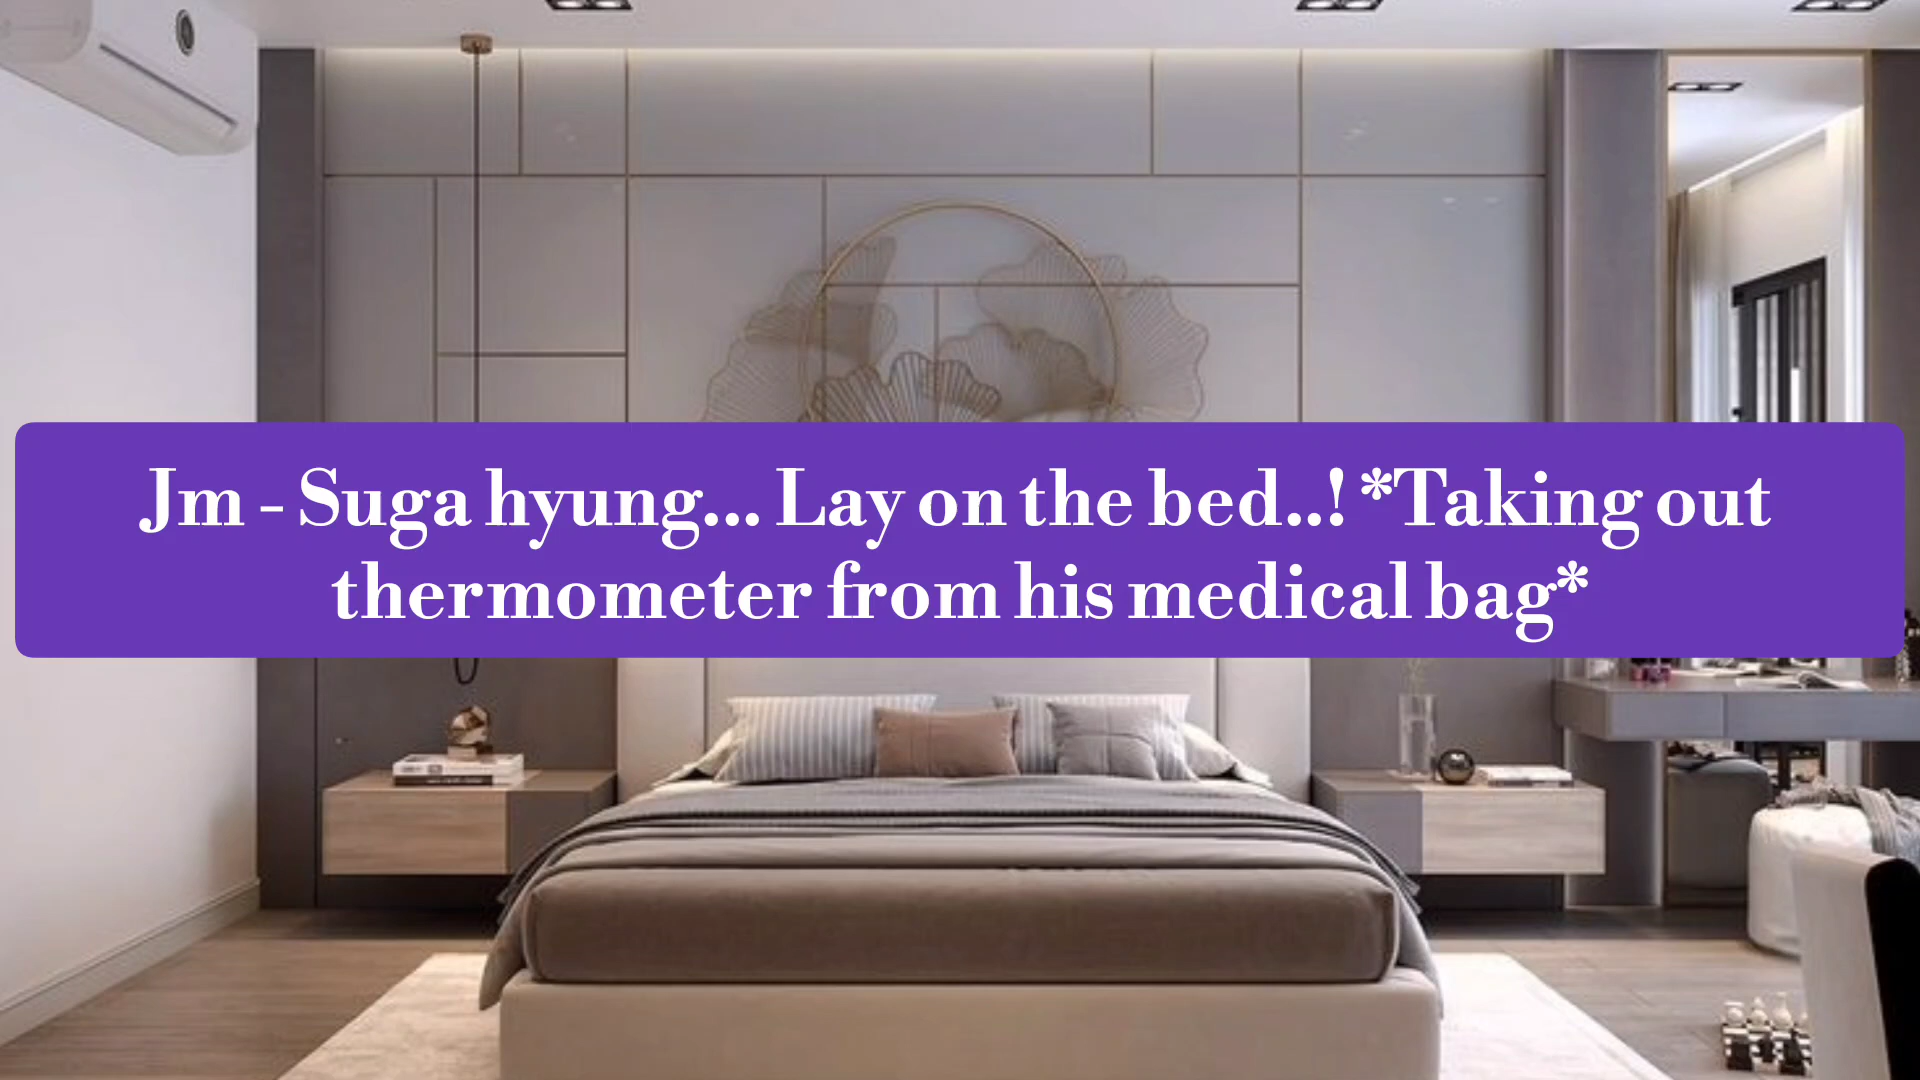 Jm - Suga hyung... Lay on the bed..! *Taking out
thermometer from his medical bag*